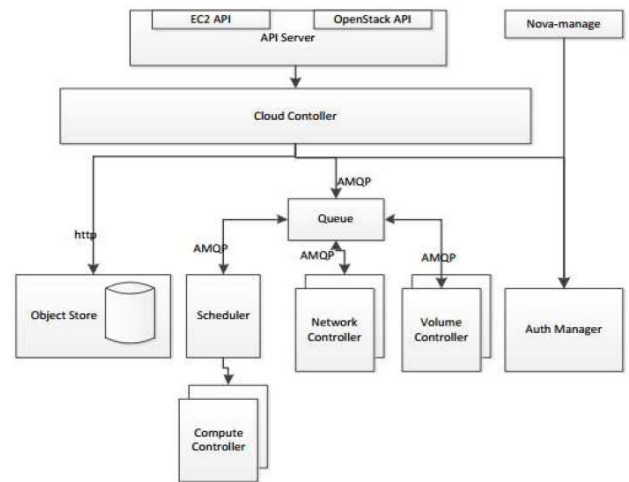 EC2 API
OpenStack API
API Server
Nova-manage
Cloud Contoller
AMQP
Queue
http
AMQP
AMQP
AMQP
Object Store
Scheduler
Network
Controller
Volume
Controller
Auth Manager
Compute
Controller